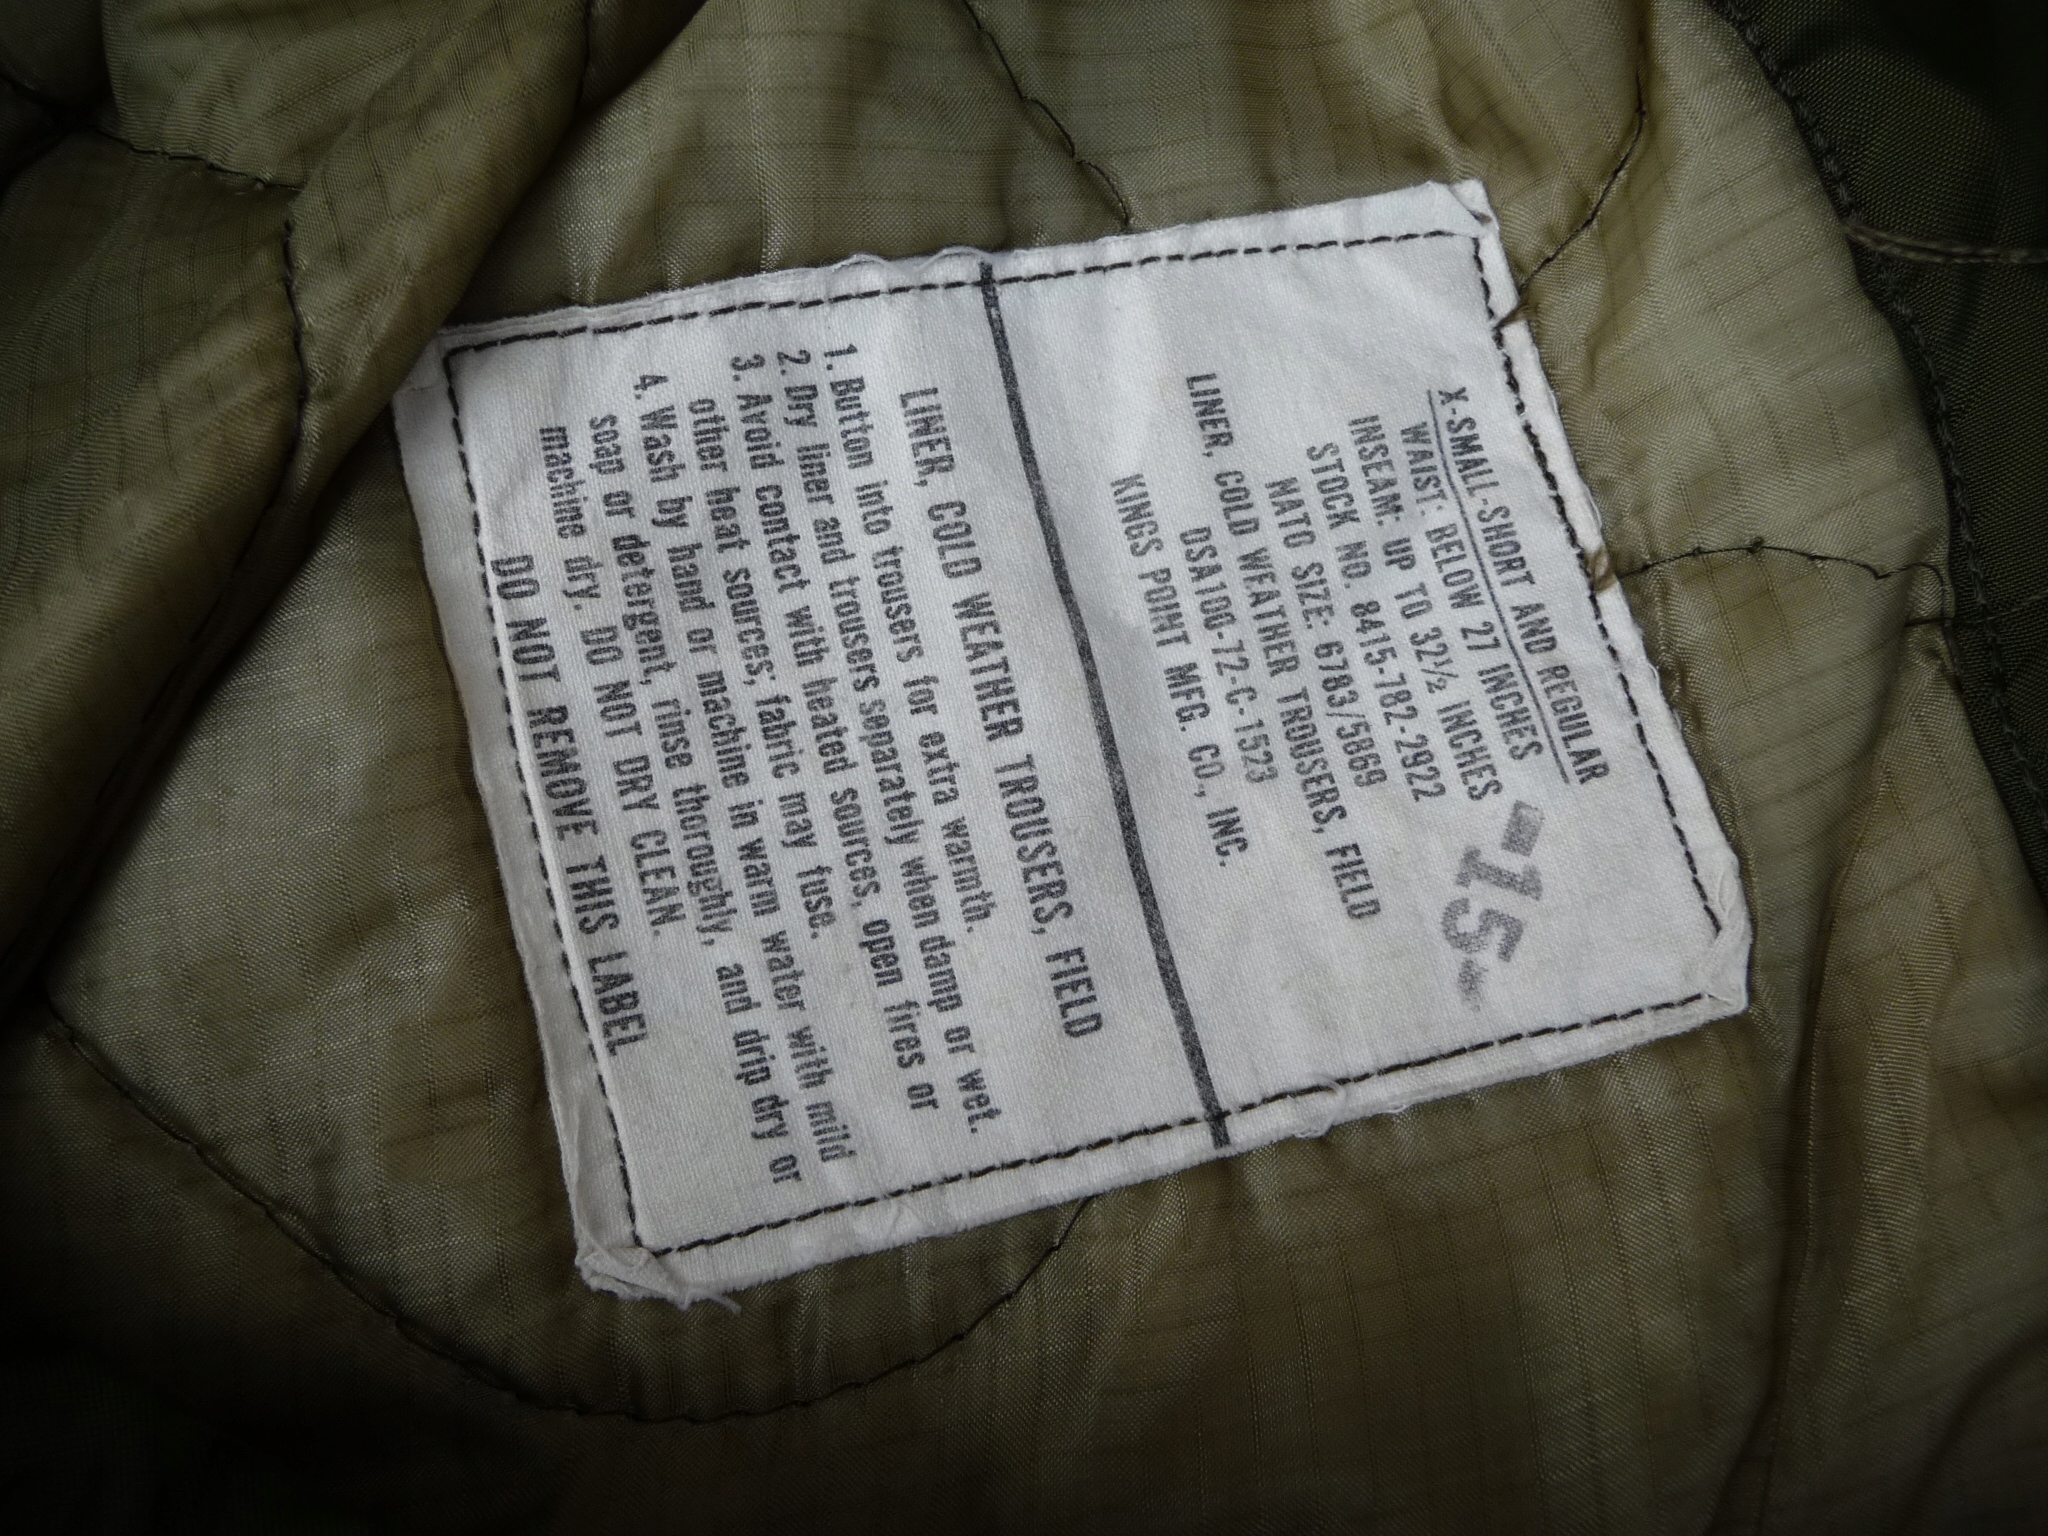 X-SMALL-SHORT AND REGULAR
WAIST: BELOW 27 INCHES
INSEAM: UP TO 32½ INCHES
STOCK NO. 8415-782-2922
NATO SIZE: 6783/5869
LINER, COLD WEATHER TROUSERS, FIELD
DSA100-72-C-1523
KINGS POINT MFG. CO., INC.
-15-
LINER, COLD WEATHER TROUSERS, FIELD
1. Button into trousers for extra warmth.
2. Dry liner and trousers separately when damp or wet.
3. Avoid contact with heated sources, open fires or
other heat sources; fabric may fuse.
4. Wash by hand or machine in warm water with mild
soap or detergent, rinse thoroughly, and drip dry or
machine dry. DO NOT DRY CLEAN.
DO NOT REMOVE THIS LABEL